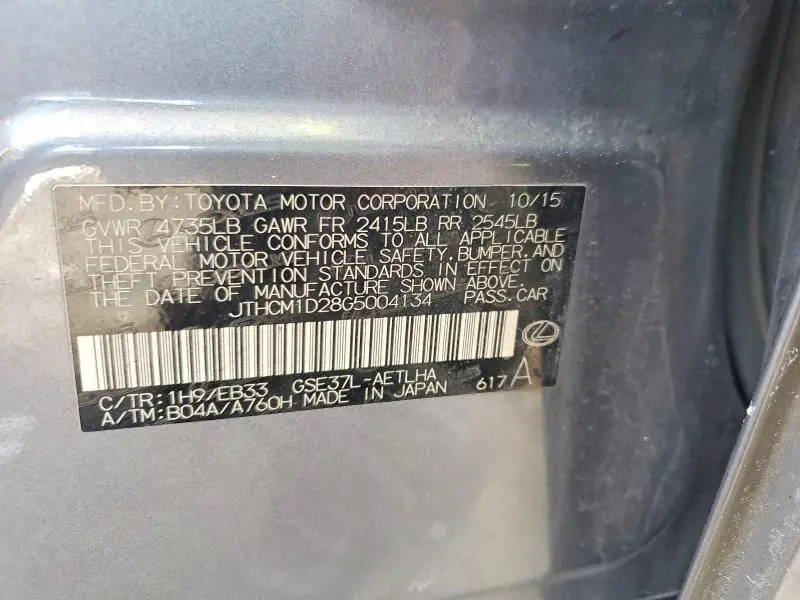 MFD.BY:TOYOTA MOTOR CORPORATION 10/15
GVWR 4735LB GAWR FR 2415LB RR 2545LB
THIS VEHICLE CONFORMS TO ALL APPLICABLE
FEDERAL MOTOR VEHICLE SAFETY,BUMPER,AND
THEFT PREVENTION STANDARDS IN EFFECT ON
THE DATE OF MANUFACTURE SHOWN ABOVE.
JTHCM1D28G5004134 PASS.CAR
C/TR:1H9/EB33 GSE37L-AETLHA
A/TM:B04A/A760H MADE IN JAPAN 617A